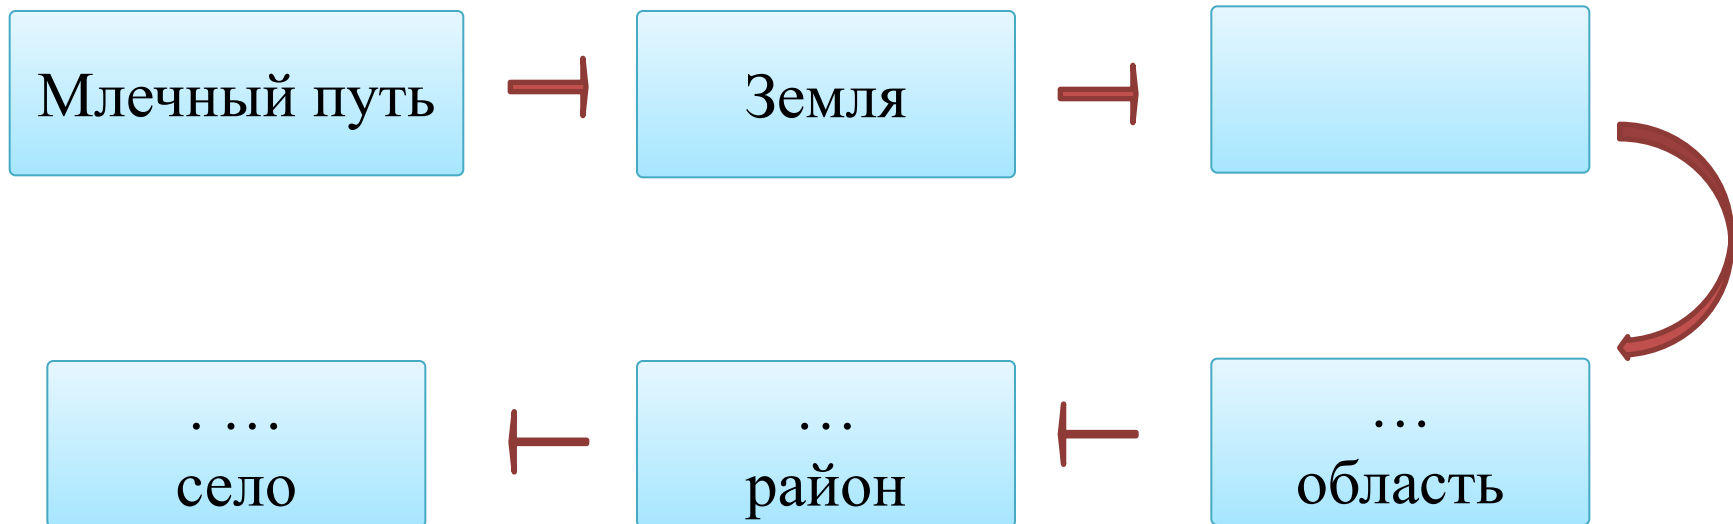 Млечный путь
Земля
…
область
…
район
. ….
село